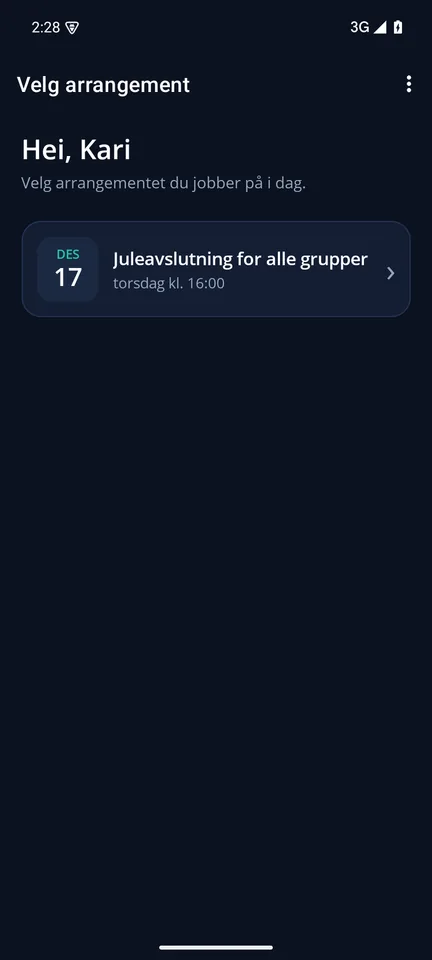 2:28
3G
Velg arrangement
Hei, Kari
Velg arrangementet du jobber på i dag.
DES
17
Juleavslutning for alle grupper
torsdag kl. 16:00